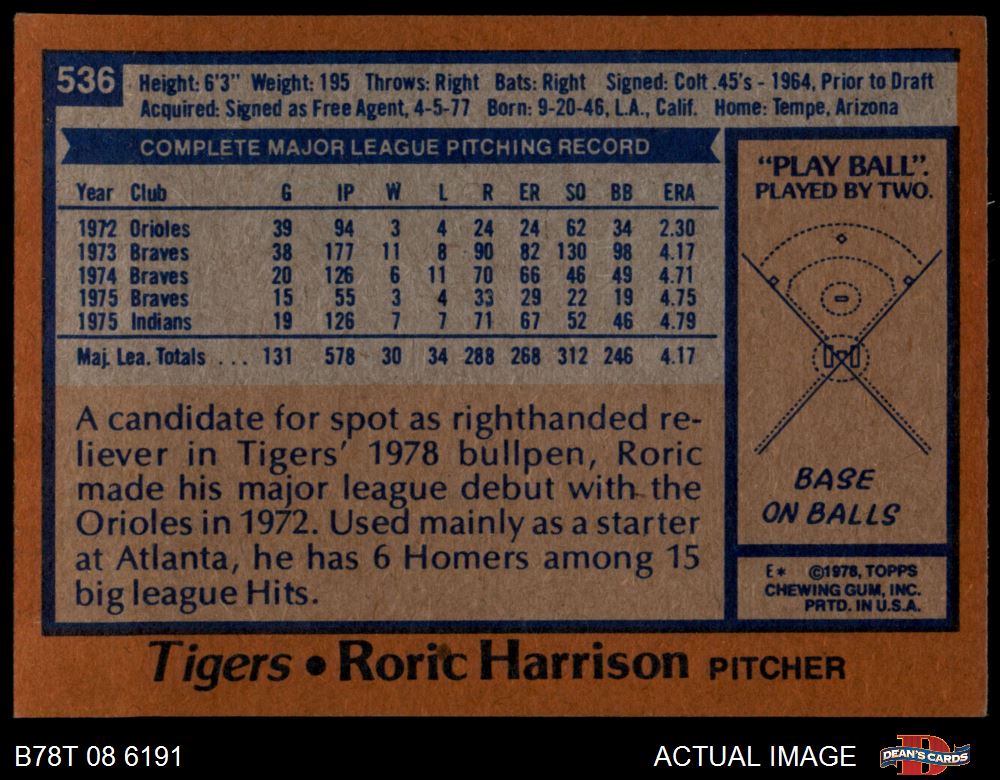 536
Height: 6'3" Weight: 195 Throws: Right Bats: Right Signed: Colt .45's - 1964, Prior to Draft
Acquired: Signed as Free Agent, 4-5-77 Born: 9-20-46, L.A., Calif. Home: Tempe, Arizona
COMPLETE MAJOR LEAGUE PITCHING RECORD
Year Club G IP W L R ER SO BB ERA
1972 Orioles 39 94 3 4 24 24 62 34 2.30
1973 Braves 38 177 11 8 90 82 130 98 4.17
1974 Braves 20 126 6 11 70 66 46 49 4.71
1975 Braves 15 55 3 4 33 29 22 19 4.75
1975 Indians 19 126 7 7 71 67 52 46 4.79
Maj. Lea. Totals ... 131 578 30 34 288 268 312 246 4.17
A candidate for spot as righthanded re-
liever in Tigers' 1978 bullpen, Roric
made his major league debut with the
Orioles in 1972. Used mainly as a starter
at Atlanta, he has 6 Homers among 15
big league Hits.
"PLAY BALL".
PLAYED BY TWO.
BASE
ON BALLS
E* ©1978, TOPPS
CHEWING GUM, INC.
PRTD. IN U.S.A.
Tigers • Roric Harrison PITCHER
B78T 08 6191 ACTUAL IMAGE
D
DEAN'S CARDS